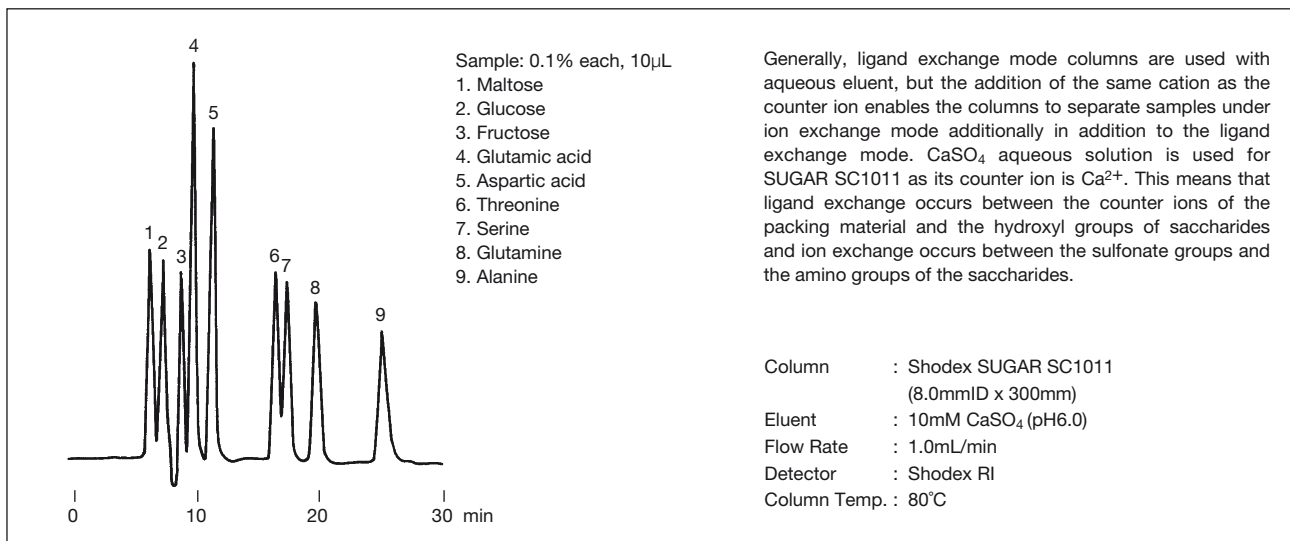 4
5
1
2
3
6
7
8
9
0
10
20
30 min
Sample: 0.1% each, 10µL
1. Maltose
2. Glucose
3. Fructose
4. Glutamic acid
5. Aspartic acid
6. Threonine
7. Serine
8. Glutamine
9. Alanine
Generally, ligand exchange mode columns are used with
aqueous eluent, but the addition of the same cation as the
counter ion enables the columns to separate samples under
ion exchange mode additionally in addition to the ligand
exchange mode. CaSO₄ aqueous solution is used for
SUGAR SC1011 as its counter ion is Ca²⁺. This means that
ligand exchange occurs between the counter ions of the
packing material and the hydroxyl groups of saccharides
and ion exchange occurs between the sulfonate groups and
the amino groups of the saccharides.
Column : Shodex SUGAR SC1011
(8.0mmID x 300mm)
Eluent : 10mM CaSO₄ (pH6.0)
Flow Rate : 1.0mL/min
Detector : Shodex RI
Column Temp. : 80°C